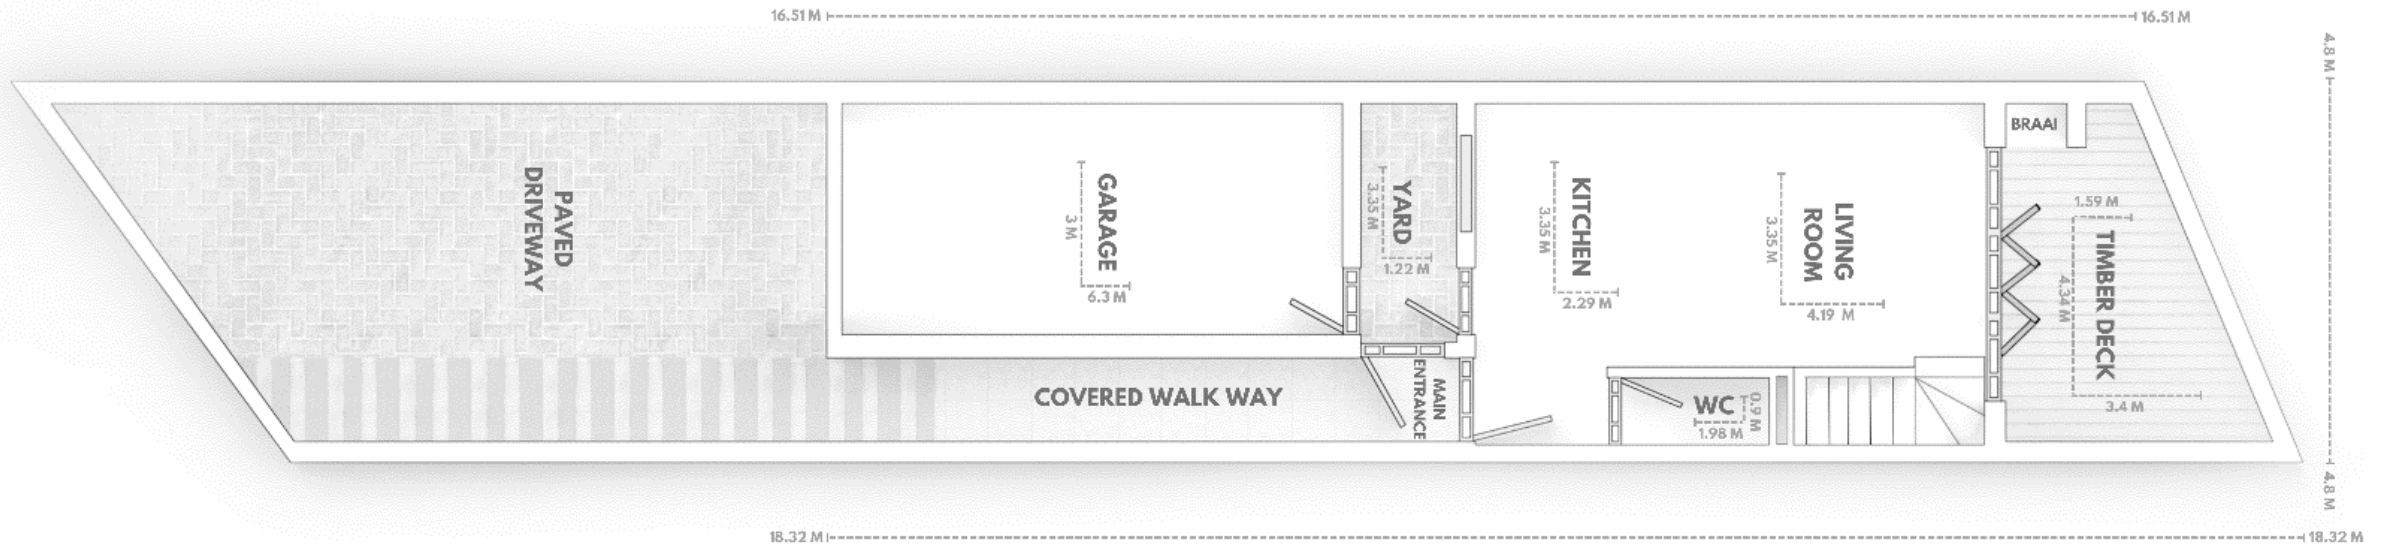 16.51 M
16.51 M
4.8 M
PAVED
DRIVEWAY
GARAGE
3 M
6.3 M
YARD
3.35 M
1.22 M
KITCHEN
3.35 M
2.29 M
LIVING
ROOM
3.35 M
4.19 M
BRAAI
1.59 M
TIMBER DECK
4.34 M
3.4 M
COVERED WALK WAY
MAIN
ENTRANCE
WC
0.9 M
1.98 M
4.8 M
18.32 M
18.32 M